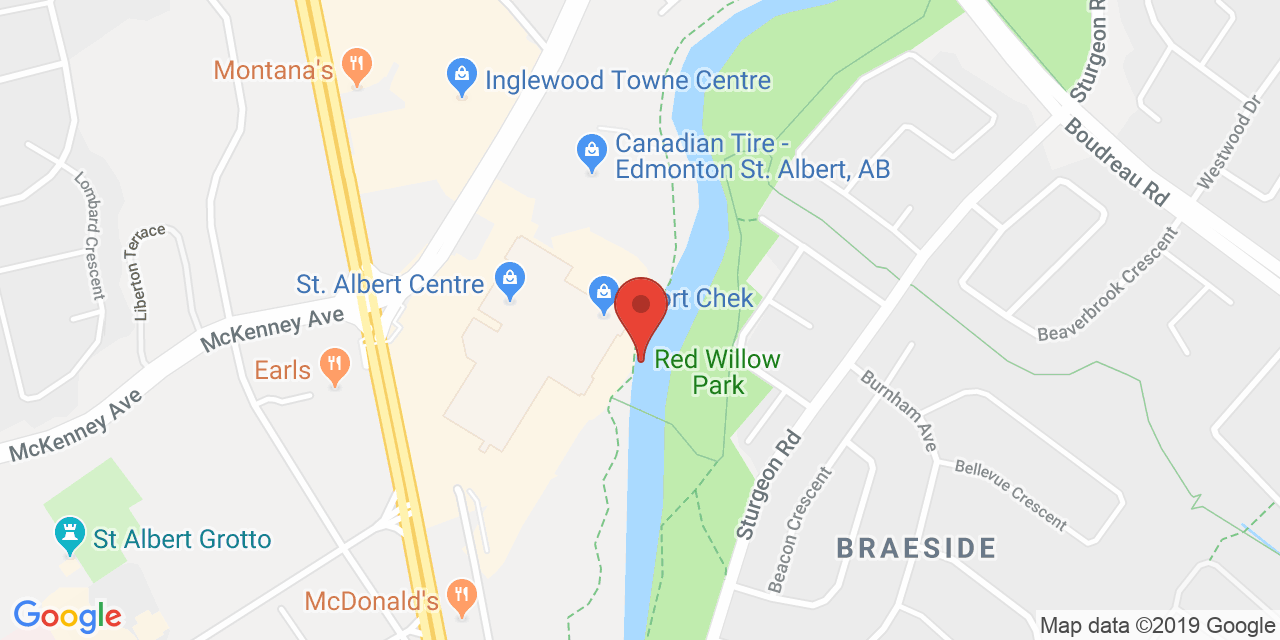 Sturgeon R
Montana's
Inglewood Towne Centre
Canadian Tire -
Edmonton St. Albert, AB
Boudreau Rd
Westwood Dr
Lombard Crescent
Liberton Terrace
St. Albert Centre
ort Chek
McKenney Ave
Beaverbrook Crescent
Earls
Red Willow
Park
Burnham Ave
McKenney Ave
Sturgeon Rd
Beacon Crescent
Bellevue Crescent
St Albert Grotto
BRAESIDE
McDonald's
Google
Map data ©2019 Google